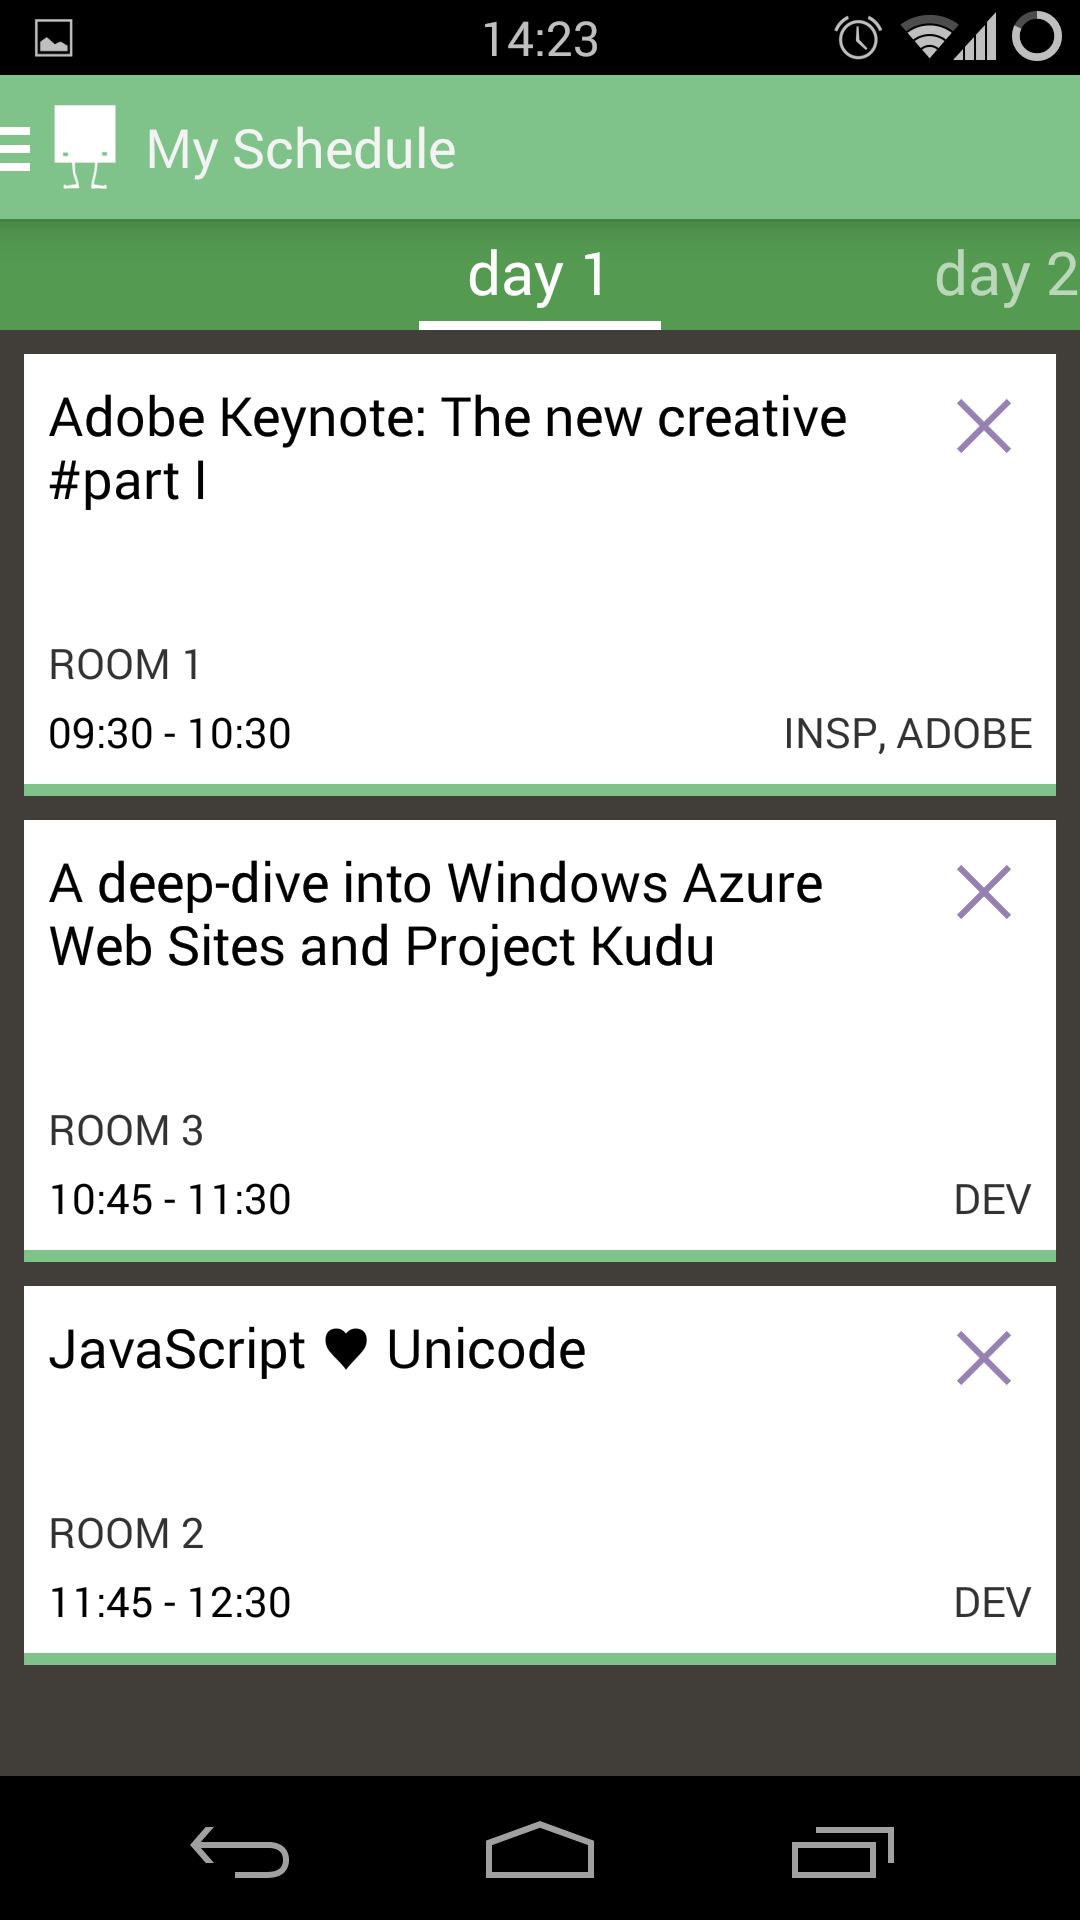 14:23
My Schedule
day 1
day 2
Adobe Keynote: The new creative
#part I
ROOM 1
09:30 - 10:30
INSP, ADOBE
A deep-dive into Windows Azure
Web Sites and Project Kudu
ROOM 3
10:45 - 11:30
DEV
JavaScript ♥ Unicode
ROOM 2
11:45 - 12:30
DEV